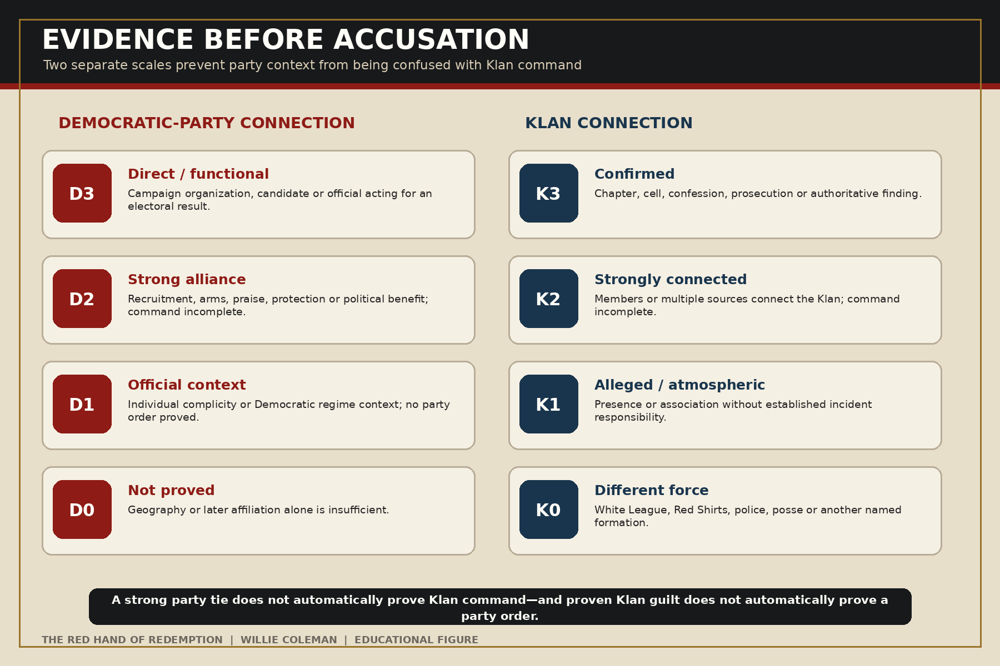 EVIDENCE BEFORE ACCUSATION
Two separate scales prevent party context from being confused with Klan command
DEMOCRATIC-PARTY CONNECTION
D3
Direct / functional
Campaign organization, candidate or official acting for an
electoral result.
D2
Strong alliance
Recruitment, arms, praise, protection or political benefit;
command incomplete.
D1
Official context
Individual complicity or Democratic regime context; no party
order proved.
D0
Not proved
Geography or later affiliation alone is insufficient.
KLAN CONNECTION
K3
Confirmed
Chapter, cell, confession, prosecution or authoritative finding.
K2
Strongly connected
Members or multiple sources connect the Klan; command
incomplete.
K1
Alleged / atmospheric
Presence or association without established incident
responsibility.
K0
Different force
White League, Red Shirts, police, posse or another named
formation.
A strong party tie does not automatically prove Klan command—and proven Klan guilt does not automatically prove a
party order.
THE RED HAND OF REDEMPTION | WILLIE COLEMAN | EDUCATIONAL FIGURE